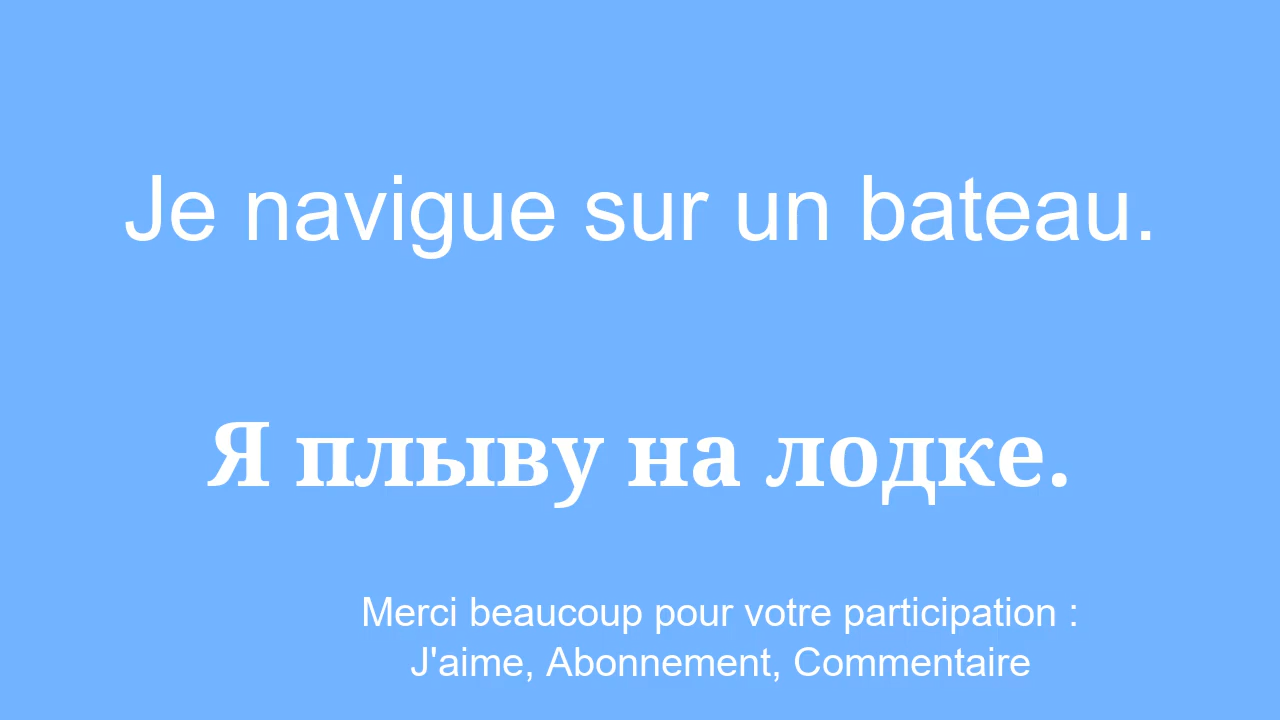 Je navigue sur un bateau.
Я плыву на лодке.
Merci beaucoup pour votre participation :
J'aime, Abonnement, Commentaire